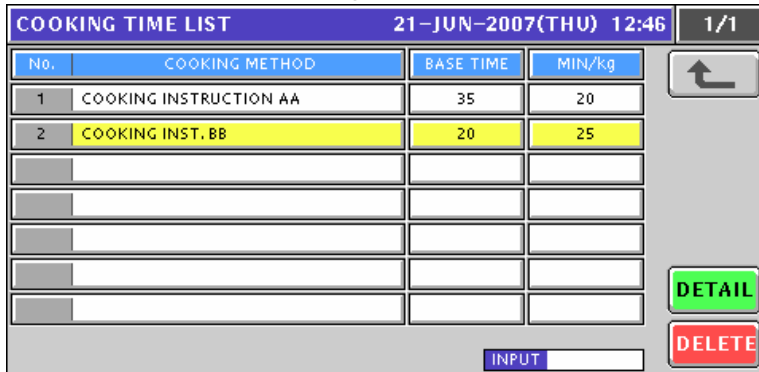 COOKING TIME LIST 21-JUN-2007(THU) 12:46 1/1
No. COOKING METHOD BASE TIME MIN/kg
1 COOKING INSTRUCTION AA 35 20
2 COOKING INST. BB 20 25
DETAIL
DELETE
INPUT